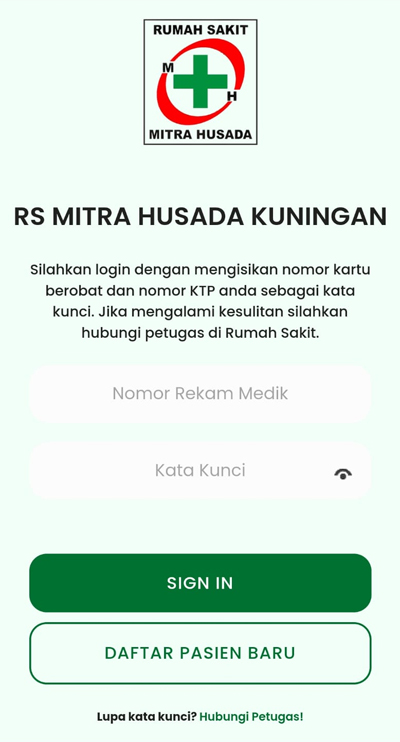 RUMAH SAKIT
M
H
MITRA HUSADA
RS MITRA HUSADA KUNINGAN
Silahkan login dengan mengisikan nomor kartu
berobat dan nomor KTP anda sebagai kata
kunci. Jika mengalami kesulitan silahkan
hubungi petugas di Rumah Sakit.
Nomor Rekam Medik
Kata Kunci
SIGN IN
DAFTAR PASIEN BARU
Lupa kata kunci? Hubungi Petugas!